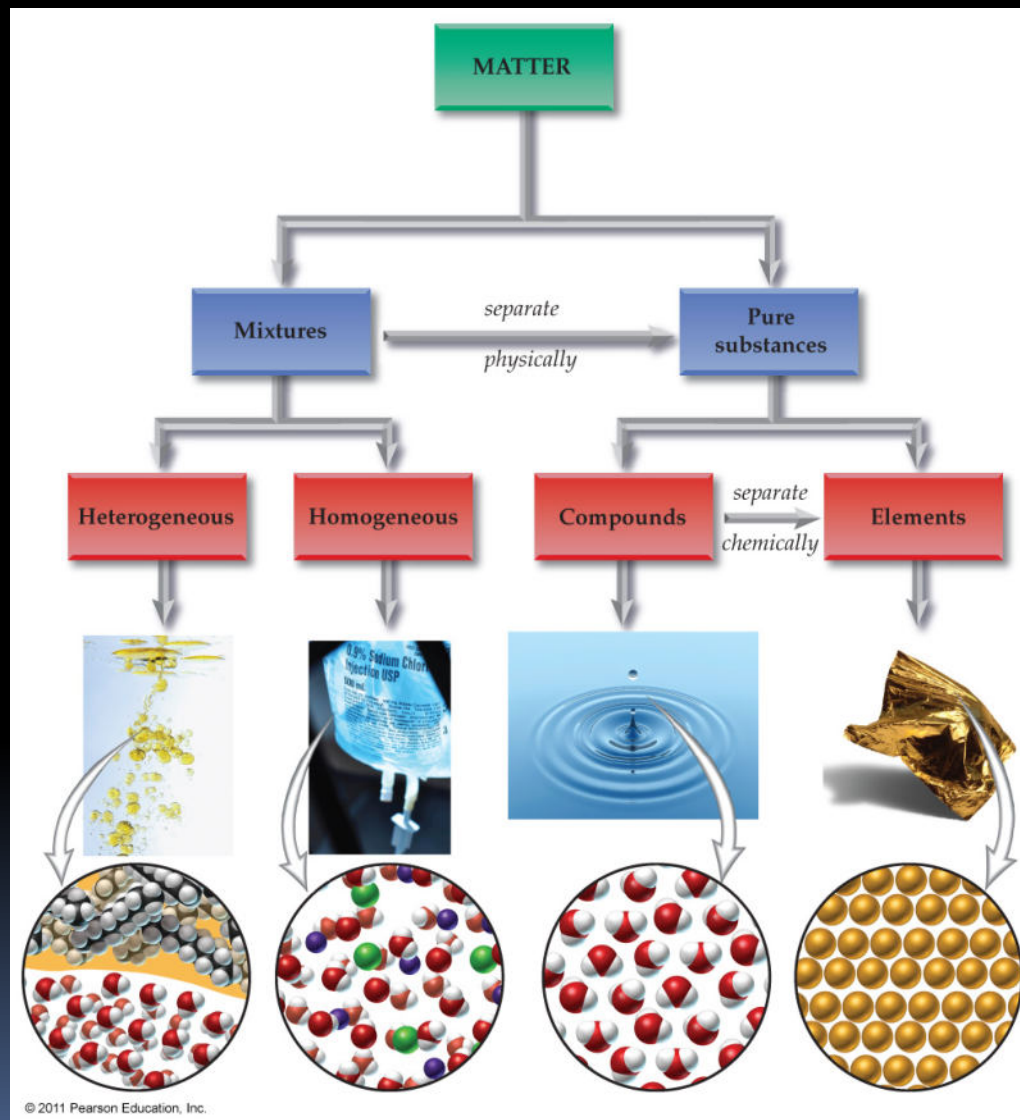 MATTER
Mixtures
separate
physically
Pure
substances
Heterogeneous
Homogeneous
Compounds
separate
chemically
Elements
0.9% Sodium Chlor
Injection USP
© 2011 Pearson Education, Inc.